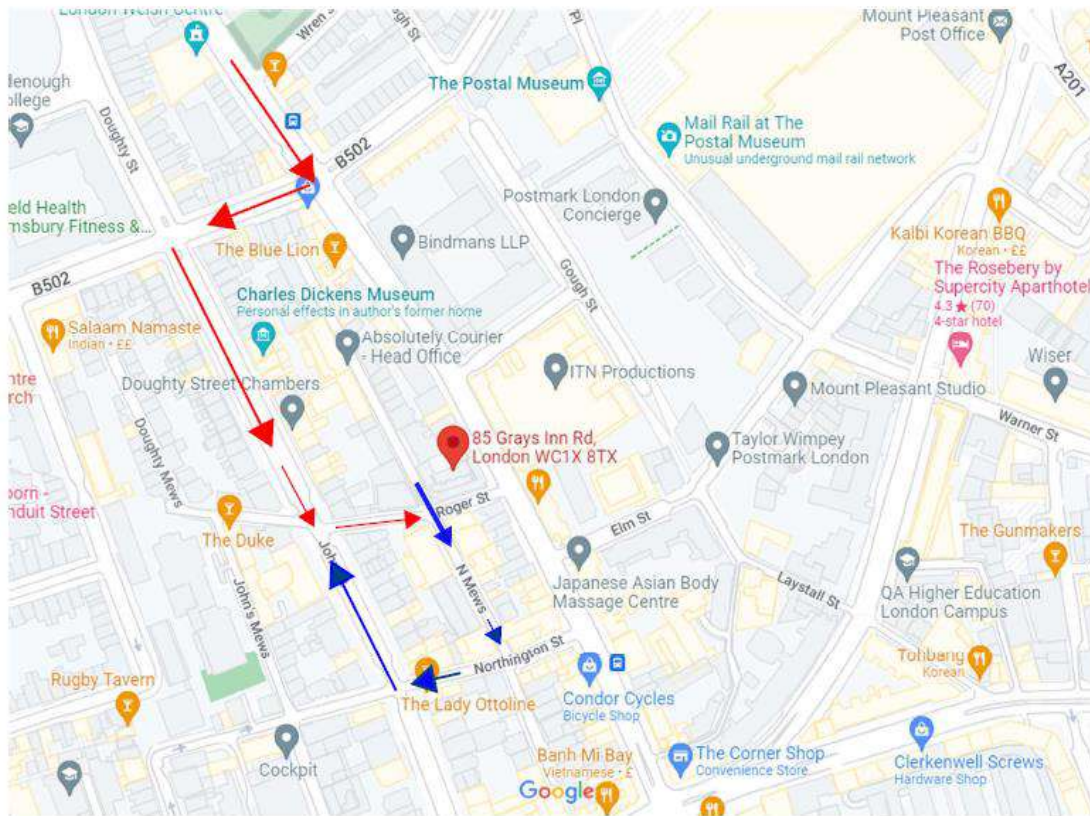 London Welsh Centre
Wren S
ough St
Pl
Mount Pleasant
Post Office
A201
lenough
College
Doughty St
The Postal Museum
B502
Mail Rail at The
Postal Museum
Unusual underground mail rail network
Postmark London
Concierge
eld Health
msbury Fitness &...
The Blue Lion
Bindmans LLP
Kalbi Korean BBQ
Korean • ££
B502
Gough St
The Rosebery by
Supercity Aparthotel
4.3 ★ (70)
4-star hotel
Charles Dickens Museum
Personal effects in author's former home
Salaam Namaste
Indian • ££
Absolutely Courier
- Head Office
Wiser
ntre
rch
Doughty Street Chambers
ITN Productions
Mount Pleasant Studio
Warner St
Doughty Mews
85 Grays Inn Rd,
London WC1X 8TX
Taylor Wimpey
Postmark London
born -
nduit Street
Roger St
Elm St
The Duke
The Gunmakers
Joh
N Mews
Japanese Asian Body
Massage Centre
Laystall St
QA Higher Education
London Campus
John's Mews
Northington St
Tohbang
Korean
Rugby Tavern
The Lady Ottoline
Condor Cycles
Bicycle Shop
Cockpit
Banh Mi Bay
Vietnamese • £
The Corner Shop
Convenience Store
Clerkenwell Screws
Hardware Shop
Google